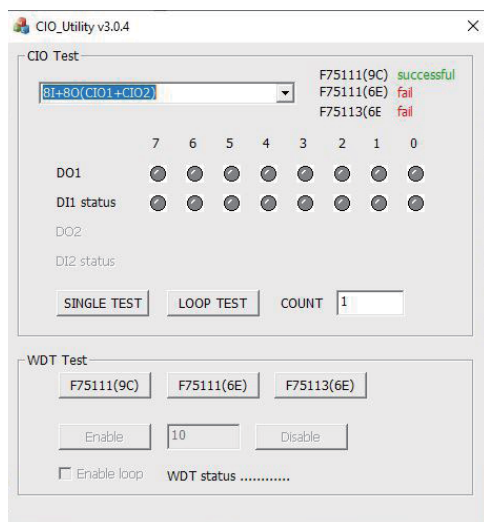 CIO_Utility v3.0.4
CIO Test
F75111(9C) successful
8I+8O(CIO1+CIO2)
F75111(6E) fail
F75113(6E fail
7 6 5 4 3 2 1 0
DO1
DI1 status
DO2
DI2 status
SINGLE TEST LOOP TEST COUNT 1
WDT Test
F75111(9C) F75111(6E) F75113(6E)
Enable 10 Disable
Enable loop WDT status ............